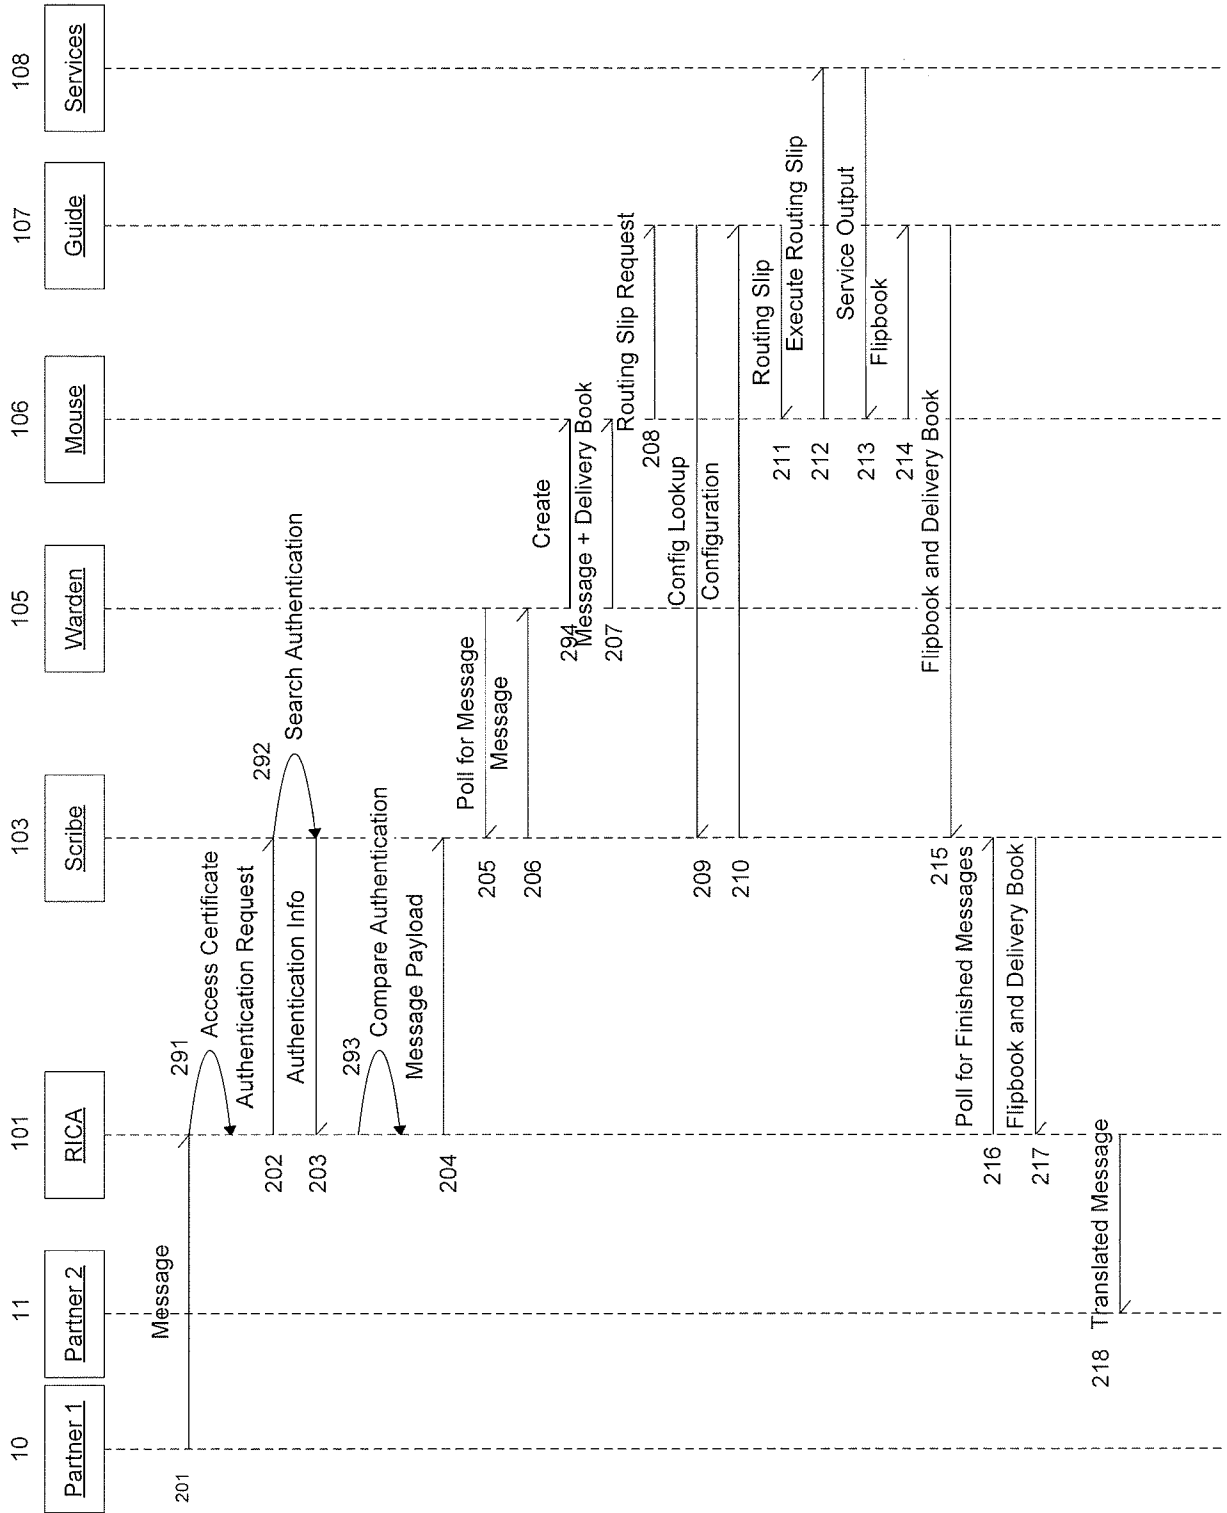 10
11
101
103
105
106
107
108
Partner 1
Partner 2
RICA
Scribe
Warden
Mouse
Guide
Services
201
Message
291
Access Certificate
202
Authentication Request
292
Search Authentication
203
Authentication Info
293
Compare Authentication
204
Message Payload
205
Poll for Message
206
Message
294
Create
207
Message + Delivery Book
208
Routing Slip Request
209
Config Lookup
210
Configuration
211
Routing Slip
212
Execute Routing Slip
213
Service Output
214
Flipbook
215
Flipbook and Delivery Book
216
Poll for Finished Messages
217
Flipbook and Delivery Book
218
Translated Message